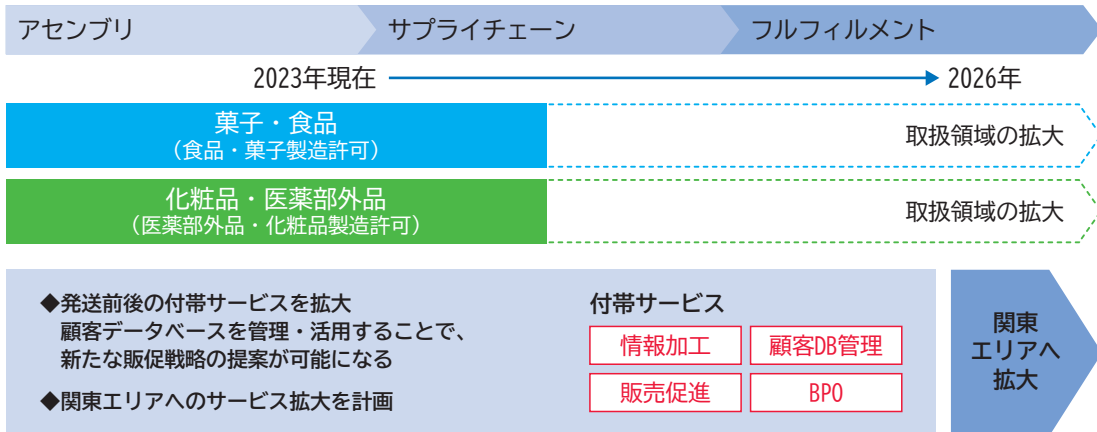 アセンブリ
サプライチェーン
フルフィルメント
2023年現在
2026年
菓子・食品
（食品・菓子製造許可）
取扱領域の拡大
化粧品・医薬部外品
（医薬部外品・化粧品製造許可）
取扱領域の拡大
◆発送前後の付帯サービスを拡大
顧客データベースを管理・活用することで、
新たな販促戦略の提案が可能になる
◆関東エリアへのサービス拡大を計画
付帯サービス
情報加工
顧客DB管理
販売促進
BPO
関東
エリアへ
拡大